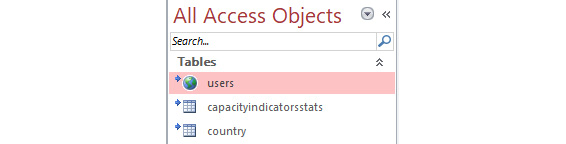 All Access Objects
Search...
Tables
users
capacityindicatorsstats
country